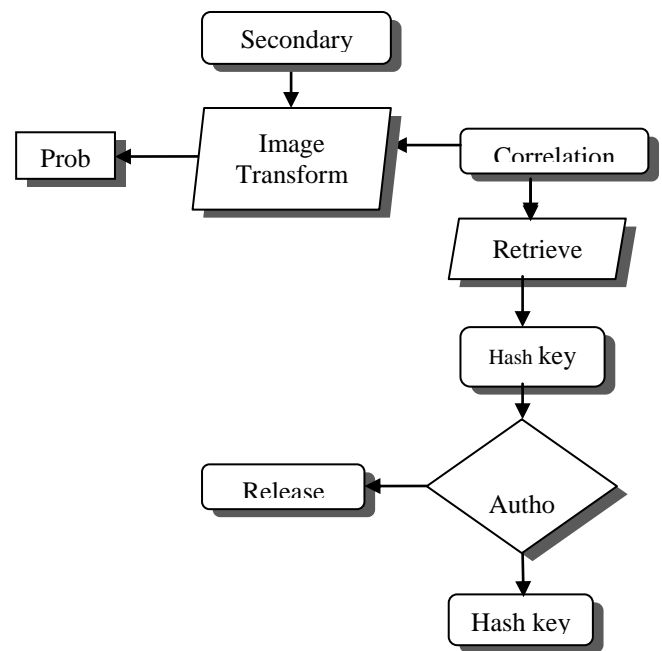 Secondary
Image
Transform
Prob
Correlation
Retrieve
Hash key
Release
Autho
Hash key